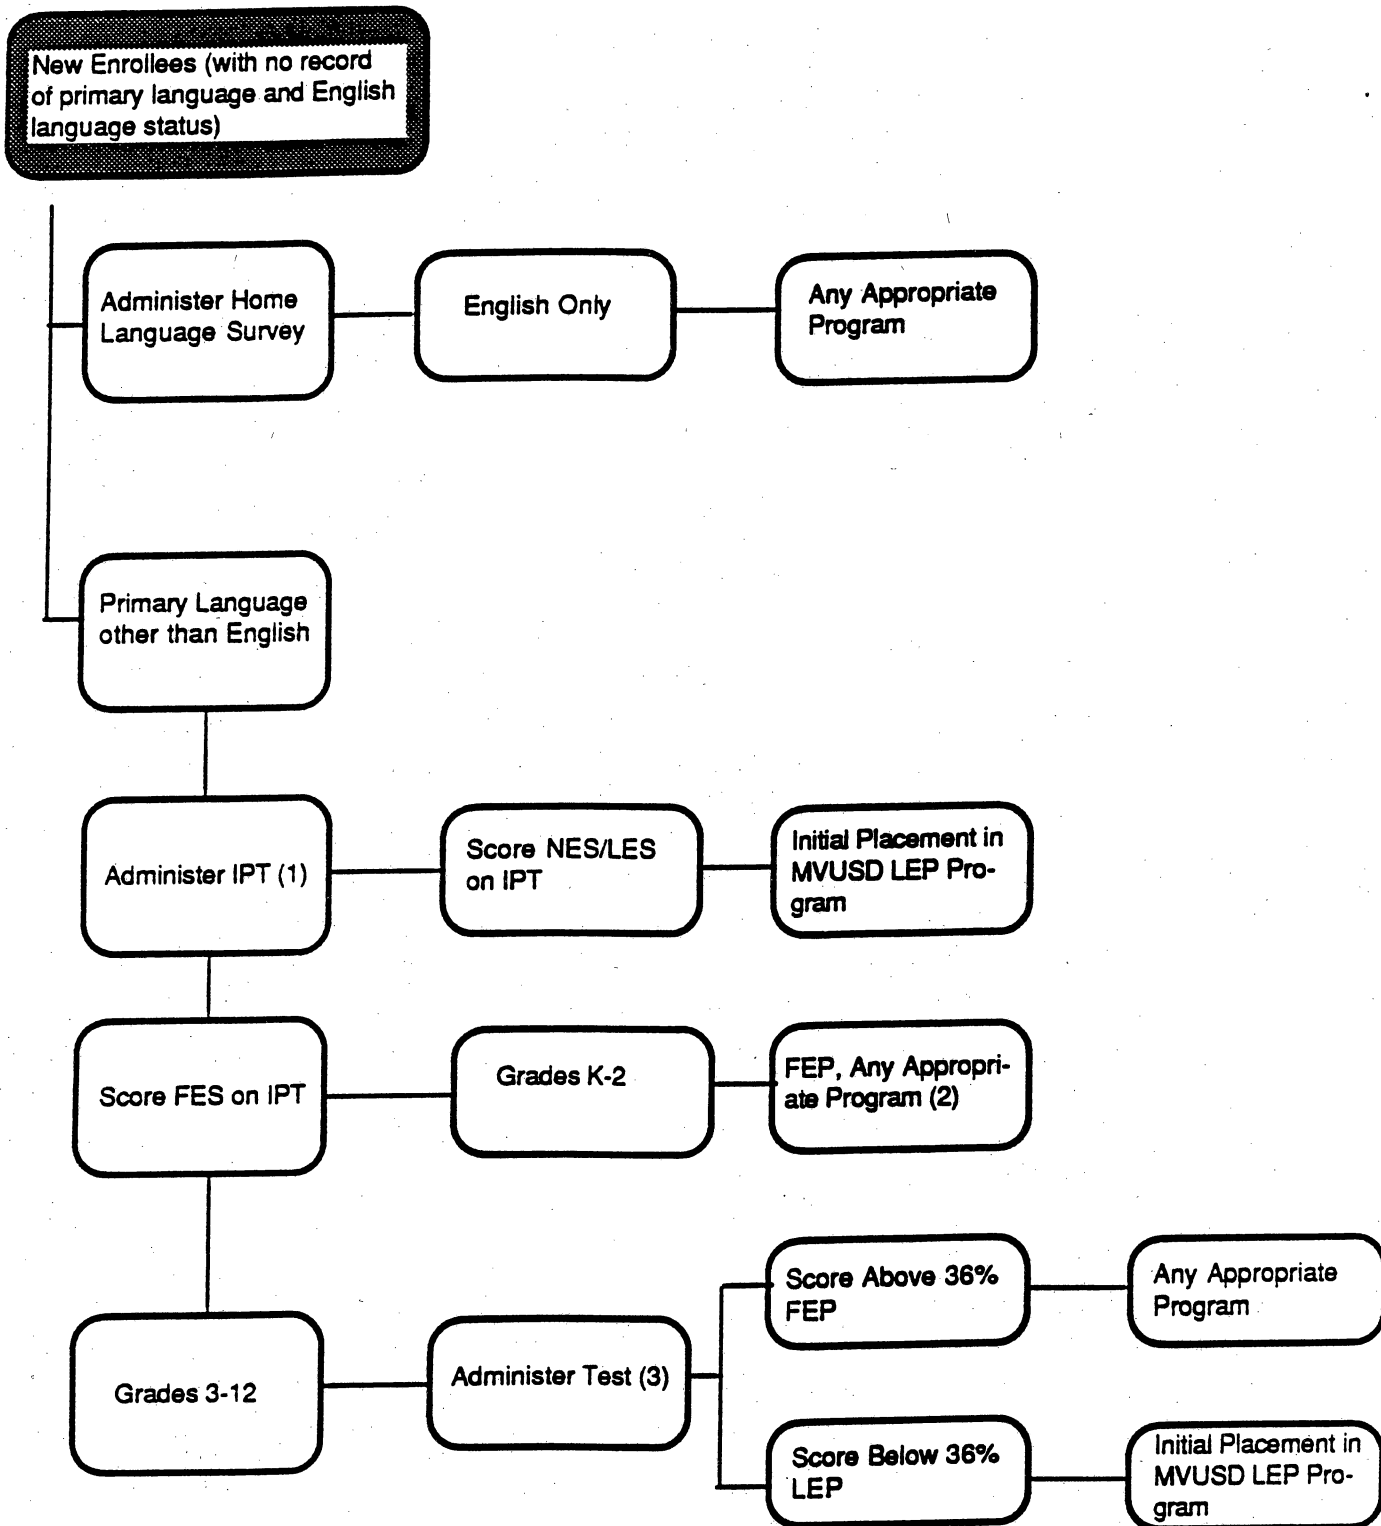 New Enrollees (with no record
of primary language and English
language status)
Administer Home
Language Survey
English Only
Any Appropriate
Program
Primary Language
other than English
Administer IPT (1)
Score NES/LES
on IPT
Initial Placement in
MVUSD LEP Pro-
gram
Score FES on IPT
Grades K-2
FEP, Any Appropri-
ate Program (2)
Grades 3-12
Administer Test (3)
Score Above 36%
FEP
Any Appropriate
Program
Score Below 36%
LEP
Initial Placement in
MVUSD LEP Pro-
gram